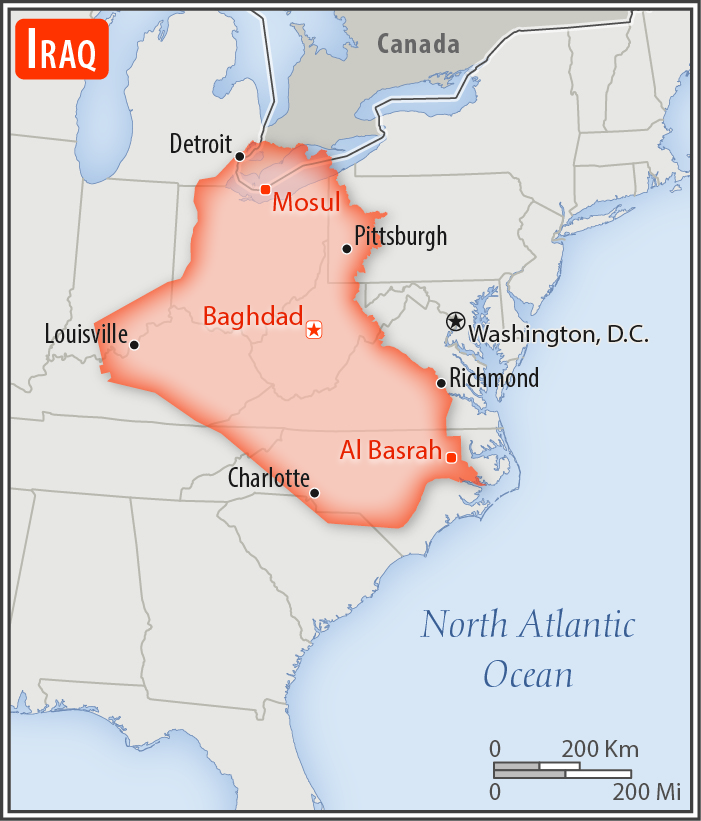 IRAQ
Canada
Detroit
Mosul
Pittsburgh
Baghdad
Louisville
Washington, D.C.
Richmond
Al Basrah
Charlotte
North Atlantic
Ocean
0 200 Km
0 200 Mi